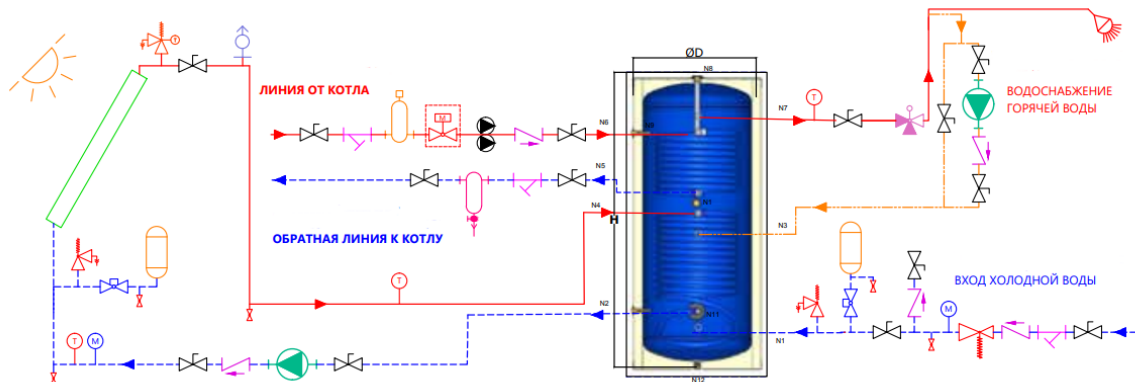 ØD
N8
ЛИНИЯ ОТ КОТЛА
T
M
N6
N9
N7
T
ВОДОСНАБЖЕНИЕ
ГОРЯЧЕЙ ВОДЫ
N5
N1
N4
H
N3
ОБРАТНАЯ ЛИНИЯ К КОТЛУ
T
N2
N11
ВХОД ХОЛОДНОЙ ВОДЫ
M
N1
T
M
N12